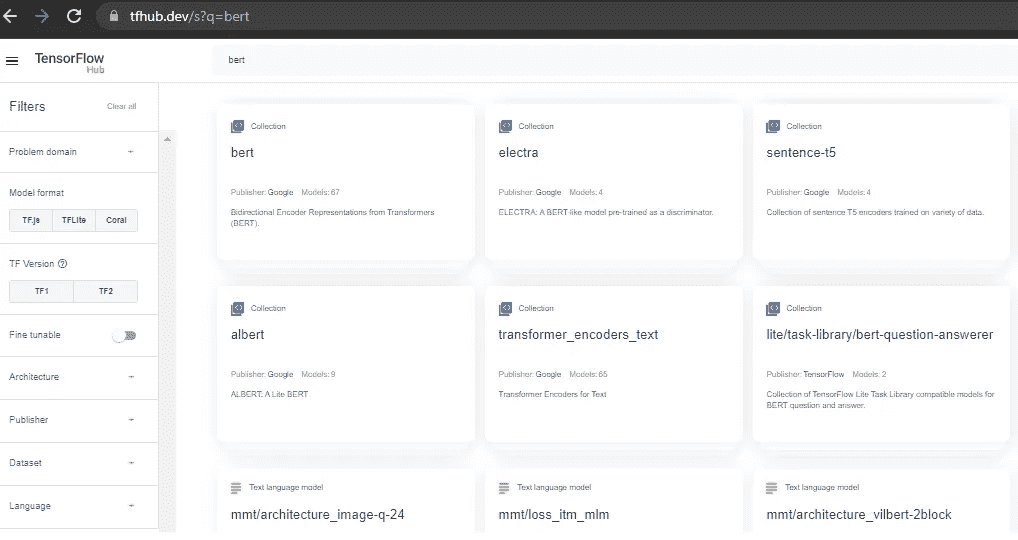 tfhub.dev/s?q=bert
TensorFlow
Hub
bert
Filters
Clear all
Problem domain
Model format
TF.js TFLite Coral
TF Version
TF1 TF2
Fine tunable
Architecture
Publisher
Dataset
Language
Collection
bert
Publisher: Google Models: 67
Bidirectional Encoder Representations from Transformers
(BERT).
Collection
electra
Publisher: Google Models: 4
ELECTRA: A BERT-like model pre-trained as a discriminator.
Collection
sentence-t5
Publisher: Google Models: 4
Collection of sentence T5 encoders trained on variety of data.
Collection
albert
Publisher: Google Models: 9
ALBERT: A Lite BERT
Collection
transformer_encoders_text
Publisher: Google Models: 65
Transformer Encoders for Text
Collection
lite/task-library/bert-question-answerer
Publisher: TensorFlow Models: 2
Collection of TensorFlow Lite Task Library compatible models for
BERT question and answer.
Text language model
mmt/architecture_image-q-24
Text language model
mmt/loss_itm_mlm
Text language model
mmt/architecture_vilbert-2block